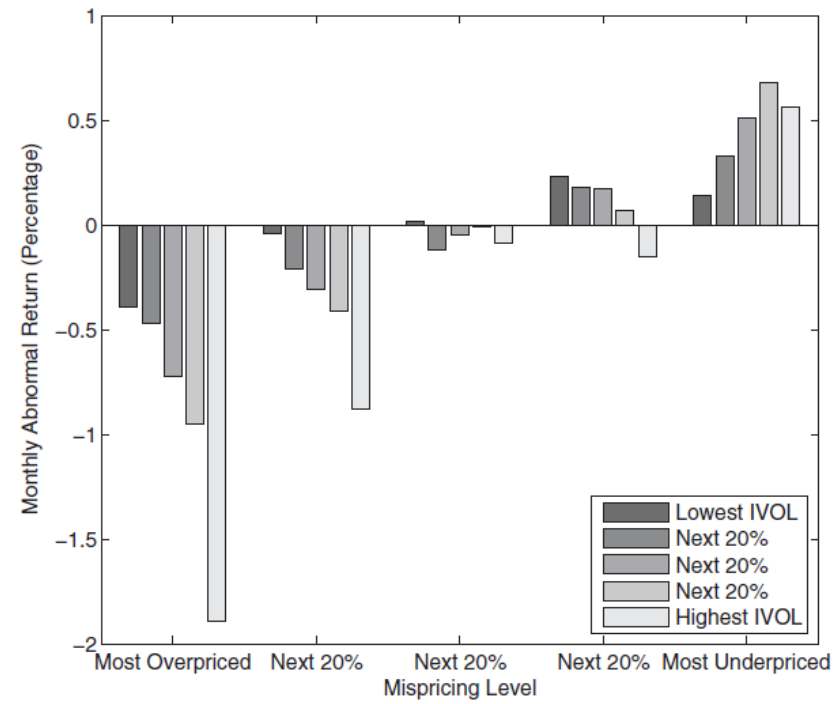 1
0.5
0
−0.5
−1
−1.5
−2
Monthly Abnormal Return (Percentage)
Lowest IVOL
Next 20%
Next 20%
Next 20%
Highest IVOL
Most Overpriced Next 20% Next 20% Next 20% Most Underpriced
Mispricing Level